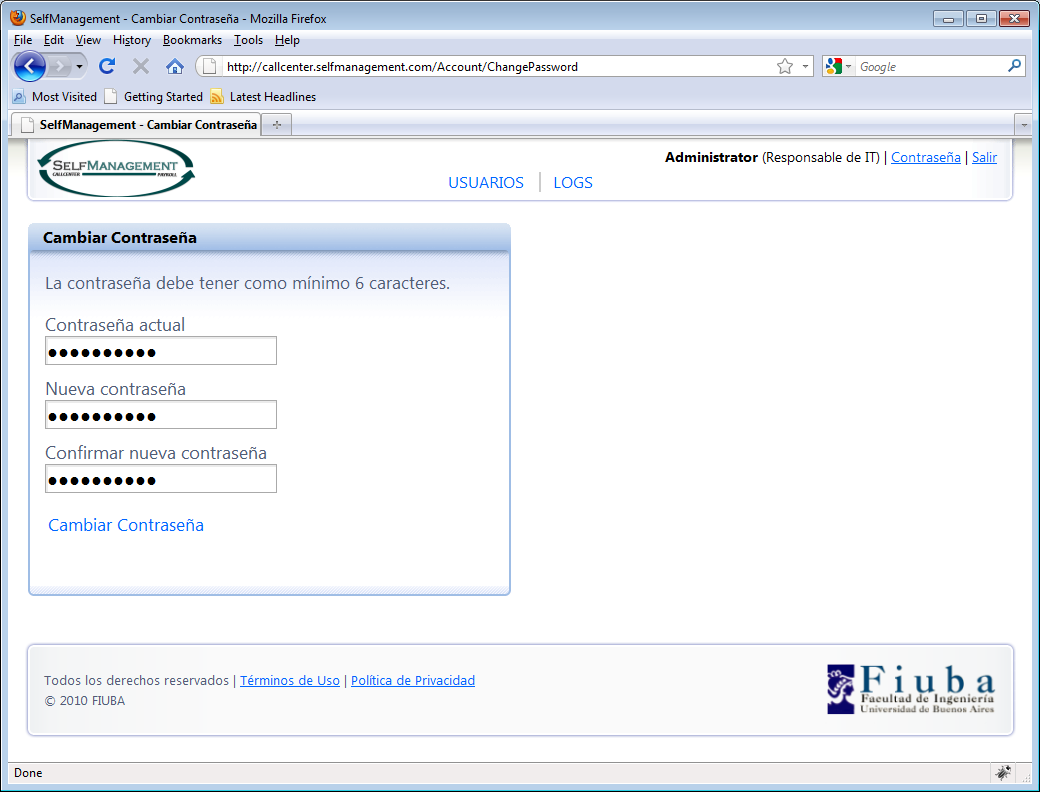 SelfManagement - Cambiar Contraseña - Mozilla Firefox
File Edit View History Bookmarks Tools Help
http://callcenter.selfmanagement.com/Account/ChangePassword
Google
Most Visited Getting Started Latest Headlines
SelfManagement - Cambiar Contraseña
SELFMANAGEMENT
CALLCENTER PAYROLL
Administrator (Responsable de IT) | Contraseña | Salir
USUARIOS LOGS
Cambiar Contraseña
La contraseña debe tener como mínimo 6 caracteres.
Contraseña actual
●●●●●●●●●●
Nueva contraseña
●●●●●●●●●●
Confirmar nueva contraseña
●●●●●●●●●●
Cambiar Contraseña
Todos los derechos reservados | Términos de Uso | Política de Privacidad
© 2010 FIUBA
Fiuba
Facultad de Ingeniería
Universidad de Buenos Aires
Done